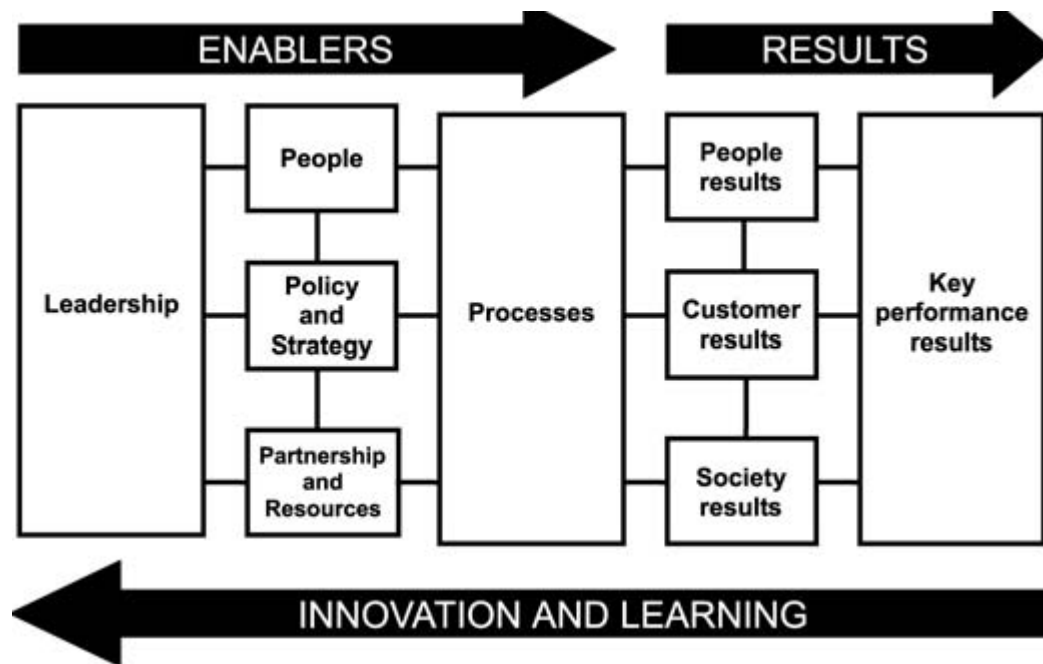 ENABLERS
RESULTS
Leadership
People
Policy
and
Strategy
Partnership
and
Resources
Processes
People
results
Customer
results
Society
results
Key
performance
results
INNOVATION AND LEARNING